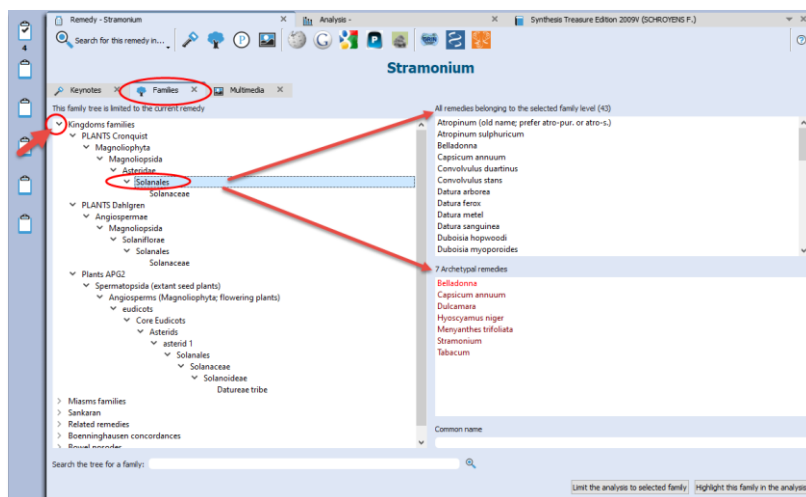 Remedy - Stramonium
Analysis -
Synthesis Treasure Edition 2009V (SCHROYENS F.)
4
Search for this remedy in...
Stramonium
Keynotes
Families
Multimedia
This family tree is limited to the current remedy
Kingdoms families
PLANTS Cronquist
Magnoliophyta
Magnoliopsida
Asteridae
Solanales
Solanaceae
PLANTS Dahlgren
Angiospermae
Magnoliopsida
Solaniflorae
Solanales
Solanaceae
Plants APG2
Spermatopsida (extant seed plants)
Angiosperms (Magnoliophyta; flowering plants)
eudicots
Core Eudicots
Asterids
asterid 1
Solanales
Solanaceae
Solanoideae
Datureae tribe
Miasms families
Sankaran
Related remedies
Boenninghausen concordances
Bowel nosodes
Search the tree for a family:
All remedies belonging to the selected family level (43)
Atropinum (old name; prefer atro-pur. or atro-s.)
Atropinum sulphuricum
Belladonna
Capsicum annuum
Convolvulus duartinus
Convolvulus stans
Datura arborea
Datura ferox
Datura metel
Datura sanguinea
Duboisia hopwoodi
Duboisia myoporoides
7 Archetypal remedies
Belladonna
Capsicum annuum
Dulcamara
Hyoscyamus niger
Menyanthes trifoliata
Stramonium
Tabacum
Common name
Limit the analysis to selected family
Highlight this family in the analysis